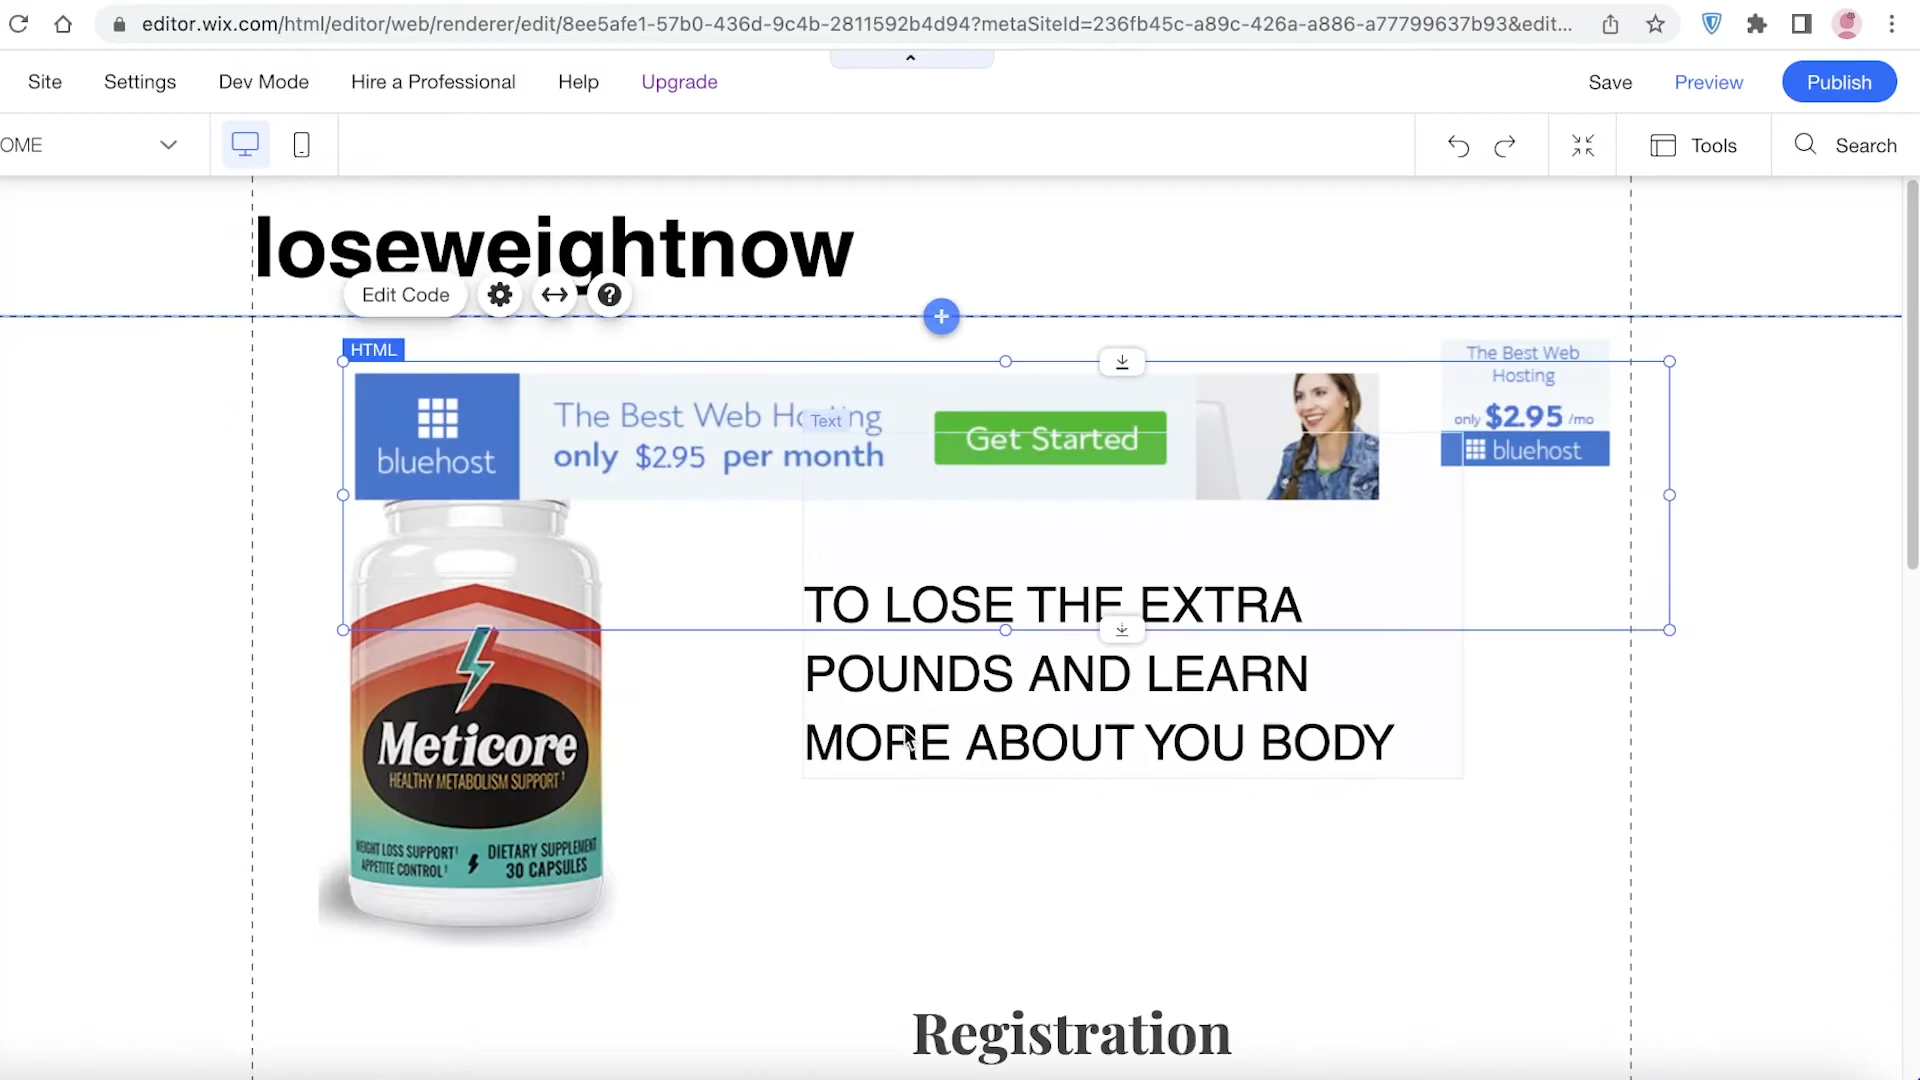 editor.wix.com/html/editor/web/renderer/edit/8ee5afe1-57b0-436d-9c4b-2811592b4d94?metaSiteId=236fb45c-a89c-426a-a886-a77799637b93&edit...
Site Settings Dev Mode Hire a Professional Help Upgrade Save Preview Publish
OME Tools Search
loseweightnow
Edit Code
HTML
The Best Web
Hosting
only $2.95 /mo
bluehost
The Best Web Hosting
Text
only $2.95 per month
Get Started
bluehost
TO LOSE THE EXTRA
POUNDS AND LEARN
MORE ABOUT YOU BODY
Meticore
HEALTHY METABOLISM SUPPORT†
WEIGHT LOSS SUPPORT†
APPETITE CONTROL†
DIETARY SUPPLEMENT
30 CAPSULES
Registration